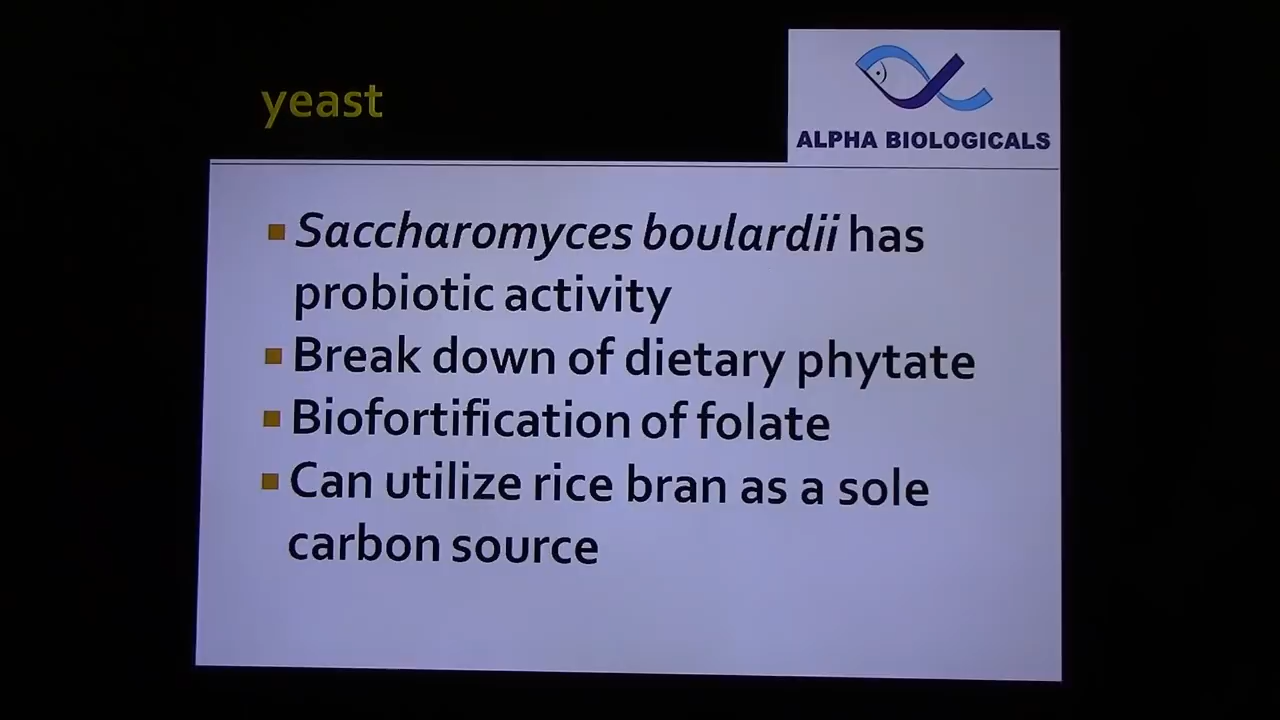 yeast
ALPHA BIOLOGICALS
Saccharomyces boulardii has
probiotic activity
Break down of dietary phytate
Biofortification of folate
Can utilize rice bran as a sole
carbon source